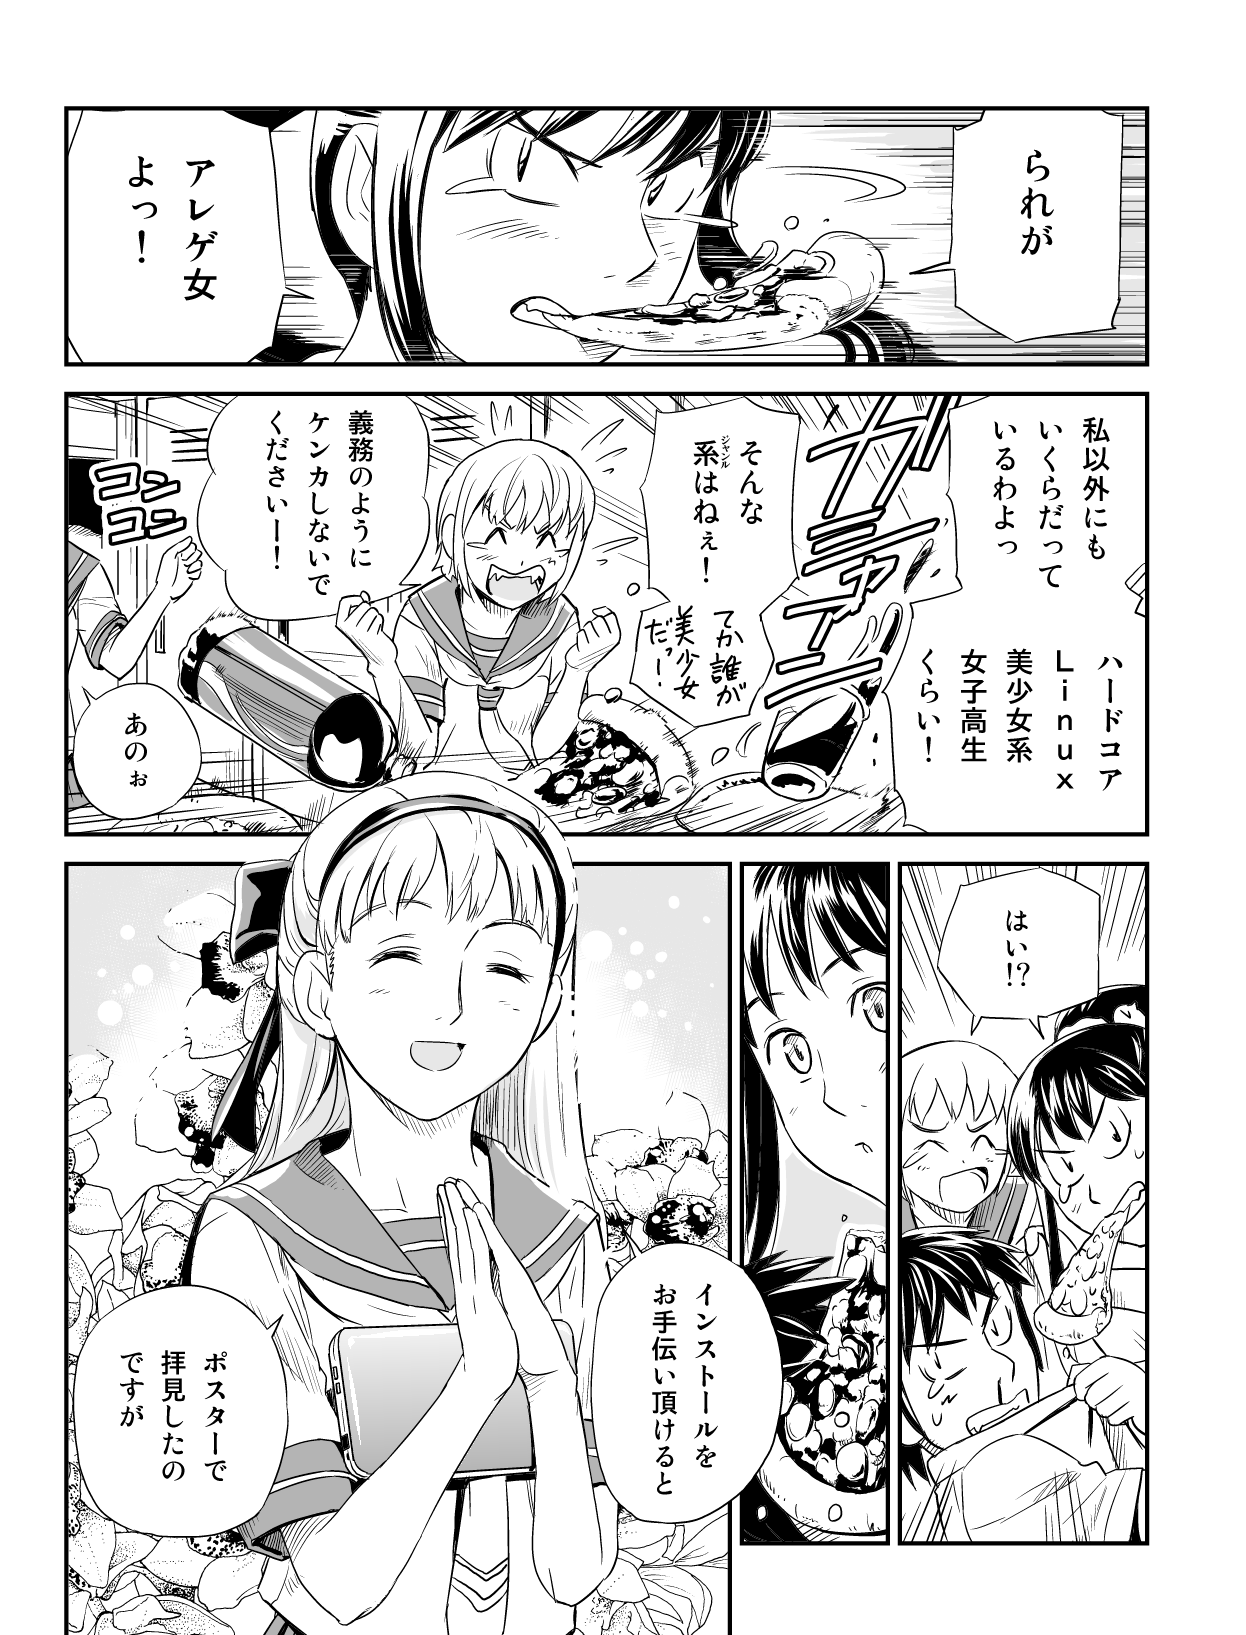 られが
アレゲ女
よっ！
私以外にも
いくらだって
いるわよっ
ハードコア
Ｌｉｎｕｘ
美少女系
女子高生
くらい！
ガシャーン
そんな
系はねぇ！
ジャンル
てか誰が
美少女
だっ！
義務のように
ケンカしないで
くださいー！
コン
コン
あのぉ
はい!?
インストールを
お手伝い頂けると
ポスターで
拝見したの
ですが